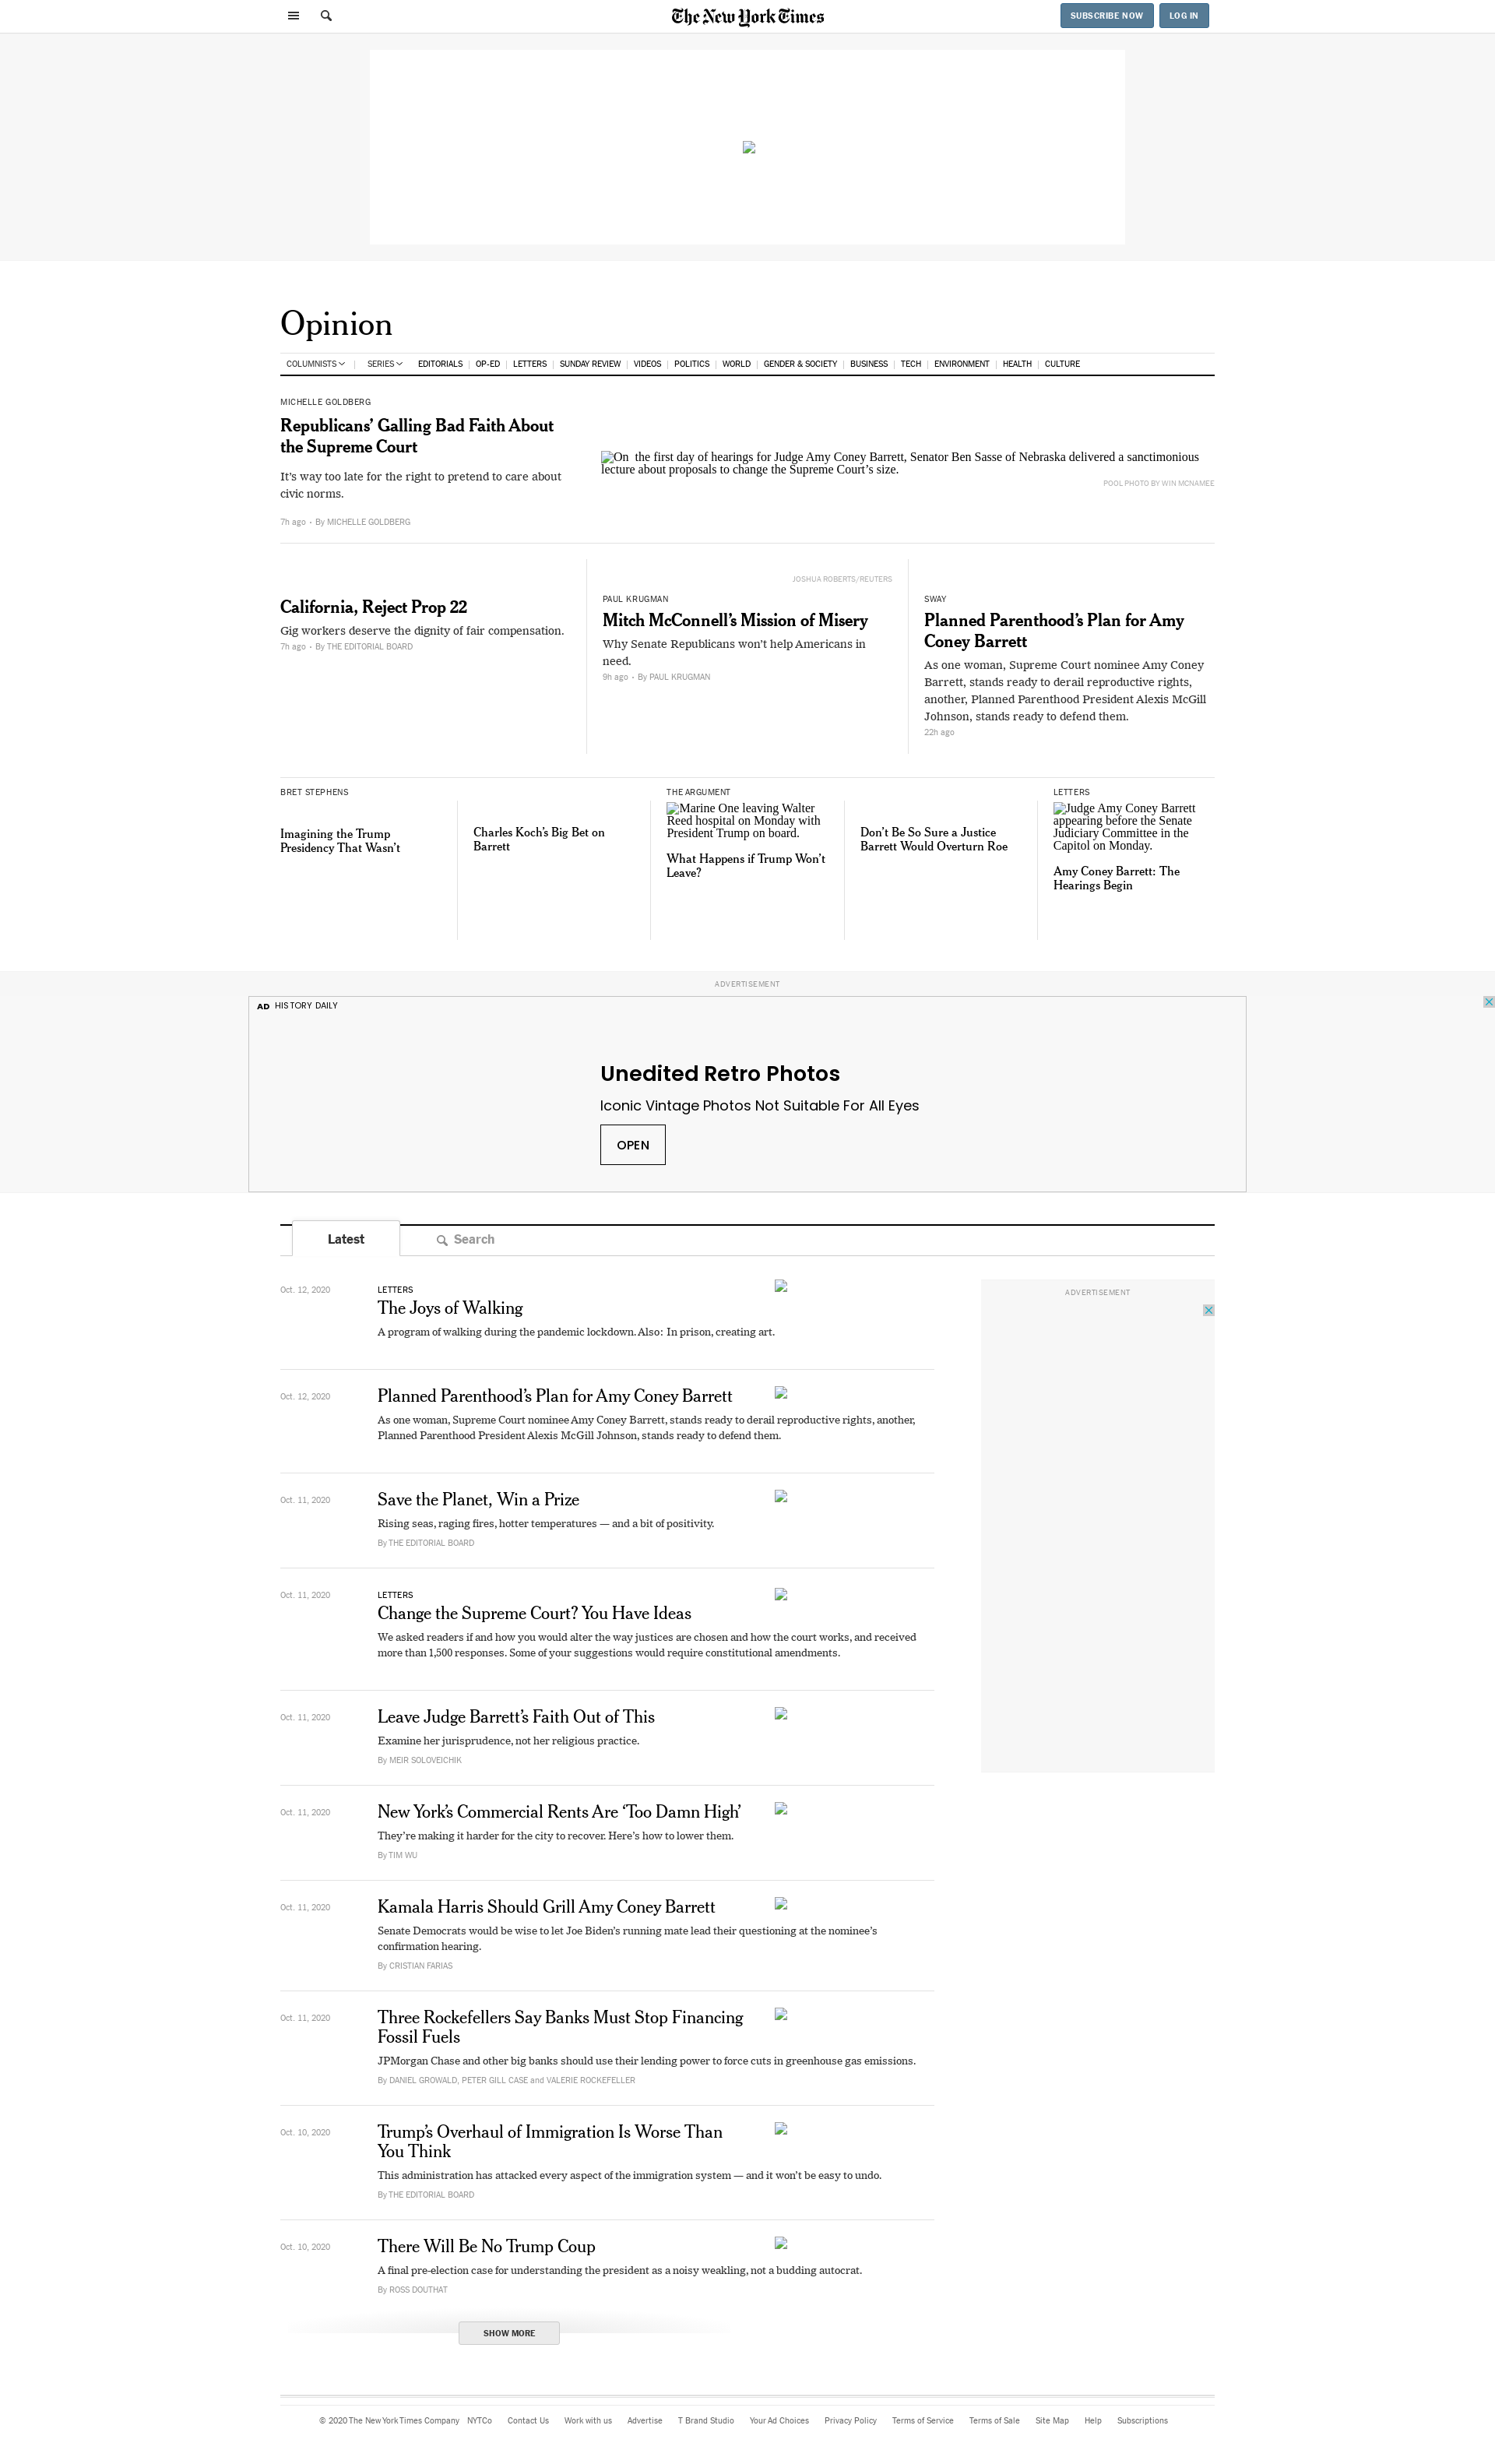 The New York Times
SUBSCRIBE NOW
LOG IN
Opinion
COLUMNISTS
SERIES
EDITORIALS
OP-ED
LETTERS
SUNDAY REVIEW
VIDEOS
POLITICS
WORLD
GENDER & SOCIETY
BUSINESS
TECH
ENVIRONMENT
HEALTH
CULTURE
MICHELLE GOLDBERG
Republicans’ Galling Bad Faith About
the Supreme Court
It’s way too late for the right to pretend to care about
civic norms.
7h ago • By MICHELLE GOLDBERG
On the first day of hearings for Judge Amy Coney Barrett, Senator Ben Sasse of Nebraska delivered a sanctimonious
lecture about proposals to change the Supreme Court’s size.
POOL PHOTO BY WIN MCNAMEE
California, Reject Prop 22
Gig workers deserve the dignity of fair compensation.
7h ago • By THE EDITORIAL BOARD
JOSHUA ROBERTS/REUTERS
PAUL KRUGMAN
Mitch McConnell’s Mission of Misery
Why Senate Republicans won’t help Americans in
need.
9h ago • By PAUL KRUGMAN
SWAY
Planned Parenthood’s Plan for Amy
Coney Barrett
As one woman, Supreme Court nominee Amy Coney
Barrett, stands ready to derail reproductive rights,
another, Planned Parenthood President Alexis McGill
Johnson, stands ready to defend them.
22h ago
BRET STEPHENS
Imagining the Trump
Presidency That Wasn’t
Charles Koch’s Big Bet on
Barrett
THE ARGUMENT
Marine One leaving Walter
Reed hospital on Monday with
President Trump on board.
What Happens if Trump Won’t
Leave?
Don’t Be So Sure a Justice
Barrett Would Overturn Roe
LETTERS
Judge Amy Coney Barrett
appearing before the Senate
Judiciary Committee in the
Capitol on Monday.
Amy Coney Barrett: The
Hearings Begin
ADVERTISEMENT
AD HISTORY DAILY
Unedited Retro Photos
Iconic Vintage Photos Not Suitable For All Eyes
OPEN
Latest
Search
Oct. 12, 2020
LETTERS
The Joys of Walking
A program of walking during the pandemic lockdown. Also: In prison, creating art.
ADVERTISEMENT
Oct. 12, 2020
Planned Parenthood’s Plan for Amy Coney Barrett
As one woman, Supreme Court nominee Amy Coney Barrett, stands ready to derail reproductive rights, another,
Planned Parenthood President Alexis McGill Johnson, stands ready to defend them.
Oct. 11, 2020
Save the Planet, Win a Prize
Rising seas, raging fires, hotter temperatures — and a bit of positivity.
By THE EDITORIAL BOARD
Oct. 11, 2020
LETTERS
Change the Supreme Court? You Have Ideas
We asked readers if and how you would alter the way justices are chosen and how the court works, and received
more than 1,500 responses. Some of your suggestions would require constitutional amendments.
Oct. 11, 2020
Leave Judge Barrett’s Faith Out of This
Examine her jurisprudence, not her religious practice.
By MEIR SOLOVEICHIK
Oct. 11, 2020
New York’s Commercial Rents Are ‘Too Damn High’
They’re making it harder for the city to recover. Here’s how to lower them.
By TIM WU
Oct. 11, 2020
Kamala Harris Should Grill Amy Coney Barrett
Senate Democrats would be wise to let Joe Biden’s running mate lead their questioning at the nominee’s
confirmation hearing.
By CRISTIAN FARIAS
Oct. 11, 2020
Three Rockefellers Say Banks Must Stop Financing
Fossil Fuels
JPMorgan Chase and other big banks should use their lending power to force cuts in greenhouse gas emissions.
By DANIEL GROWALD, PETER GILL CASE and VALERIE ROCKEFELLER
Oct. 10, 2020
Trump’s Overhaul of Immigration Is Worse Than
You Think
This administration has attacked every aspect of the immigration system — and it won’t be easy to undo.
By THE EDITORIAL BOARD
Oct. 10, 2020
There Will Be No Trump Coup
A final pre-election case for understanding the president as a noisy weakling, not a budding autocrat.
By ROSS DOUTHAT
SHOW MORE
© 2020 The New York Times Company
NYTCo
Contact Us
Work with us
Advertise
T Brand Studio
Your Ad Choices
Privacy Policy
Terms of Service
Terms of Sale
Site Map
Help
Subscriptions